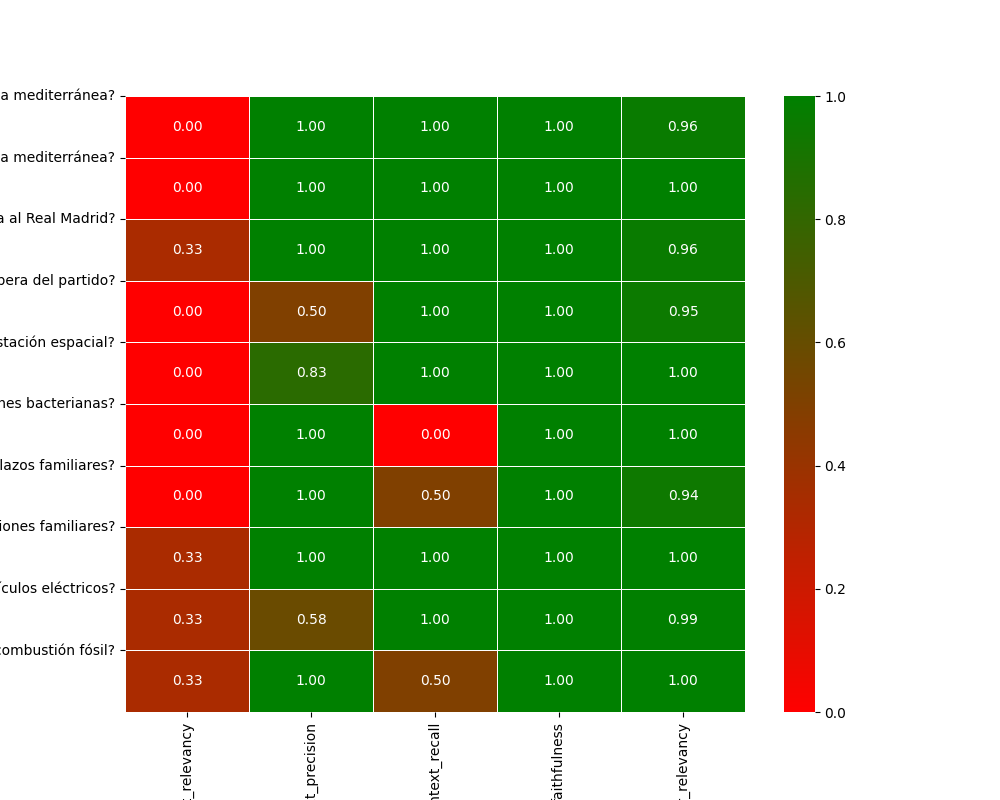 a mediterránea? 0.00 1.00 1.00 1.00 0.96
a mediterránea? 0.00 1.00 1.00 1.00 1.00
a al Real Madrid? 0.33 1.00 1.00 1.00 0.96
pera del partido? 0.00 0.50 1.00 1.00 0.95
stación espacial? 0.00 0.83 1.00 1.00 1.00
nes bacterianas? 0.00 1.00 0.00 1.00 1.00
lazos familiares? 0.00 1.00 0.50 1.00 0.94
iones familiares? 0.33 1.00 1.00 1.00 1.00
ículos eléctricos? 0.33 0.58 1.00 1.00 0.99
combustión fósil? 0.33 1.00 0.50 1.00 1.00
t_relevancy
t_precision
ntext_recall
faithfulness
r_relevancy
1.0
0.8
0.6
0.4
0.2
0.0